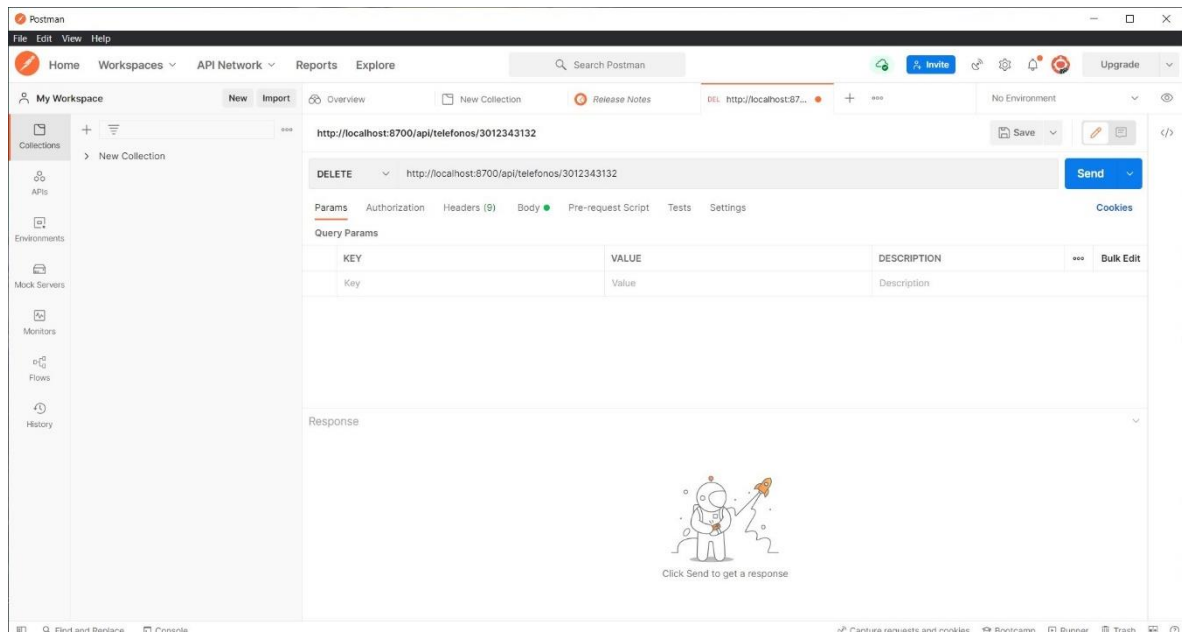 Postman
File Edit View Help
Home Workspaces API Network Reports Explore Search Postman Invite Upgrade
My Workspace New Import Overview New Collection Release Notes DEL http://localhost:87... No Environment
Collections
New Collection
APIs
Environments
Mock Servers
Monitors
Flows
History
http://localhost:8700/api/telefonos/3012343132 Save
DELETE http://localhost:8700/api/telefonos/3012343132 Send
Params Authorization Headers (9) Body Pre-request Script Tests Settings Cookies
Query Params
KEY VALUE DESCRIPTION Bulk Edit
Key Value Description
Response
Click Send to get a response
Find and Replace Console Capture requests and cookies Bootcamp Runner Trash